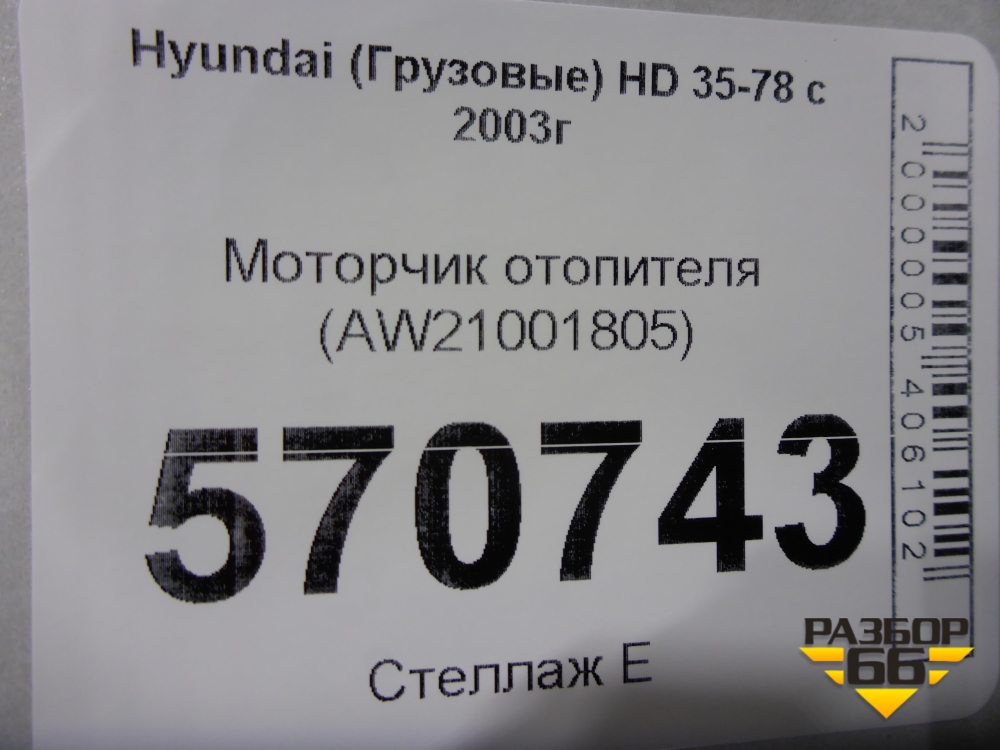 Hyundai (Грузовые) HD 35-78 с
2003г
Моторчик отопителя
(AW21001805)
570743
Стеллаж Е
2000005406102
РАЗБОР
66